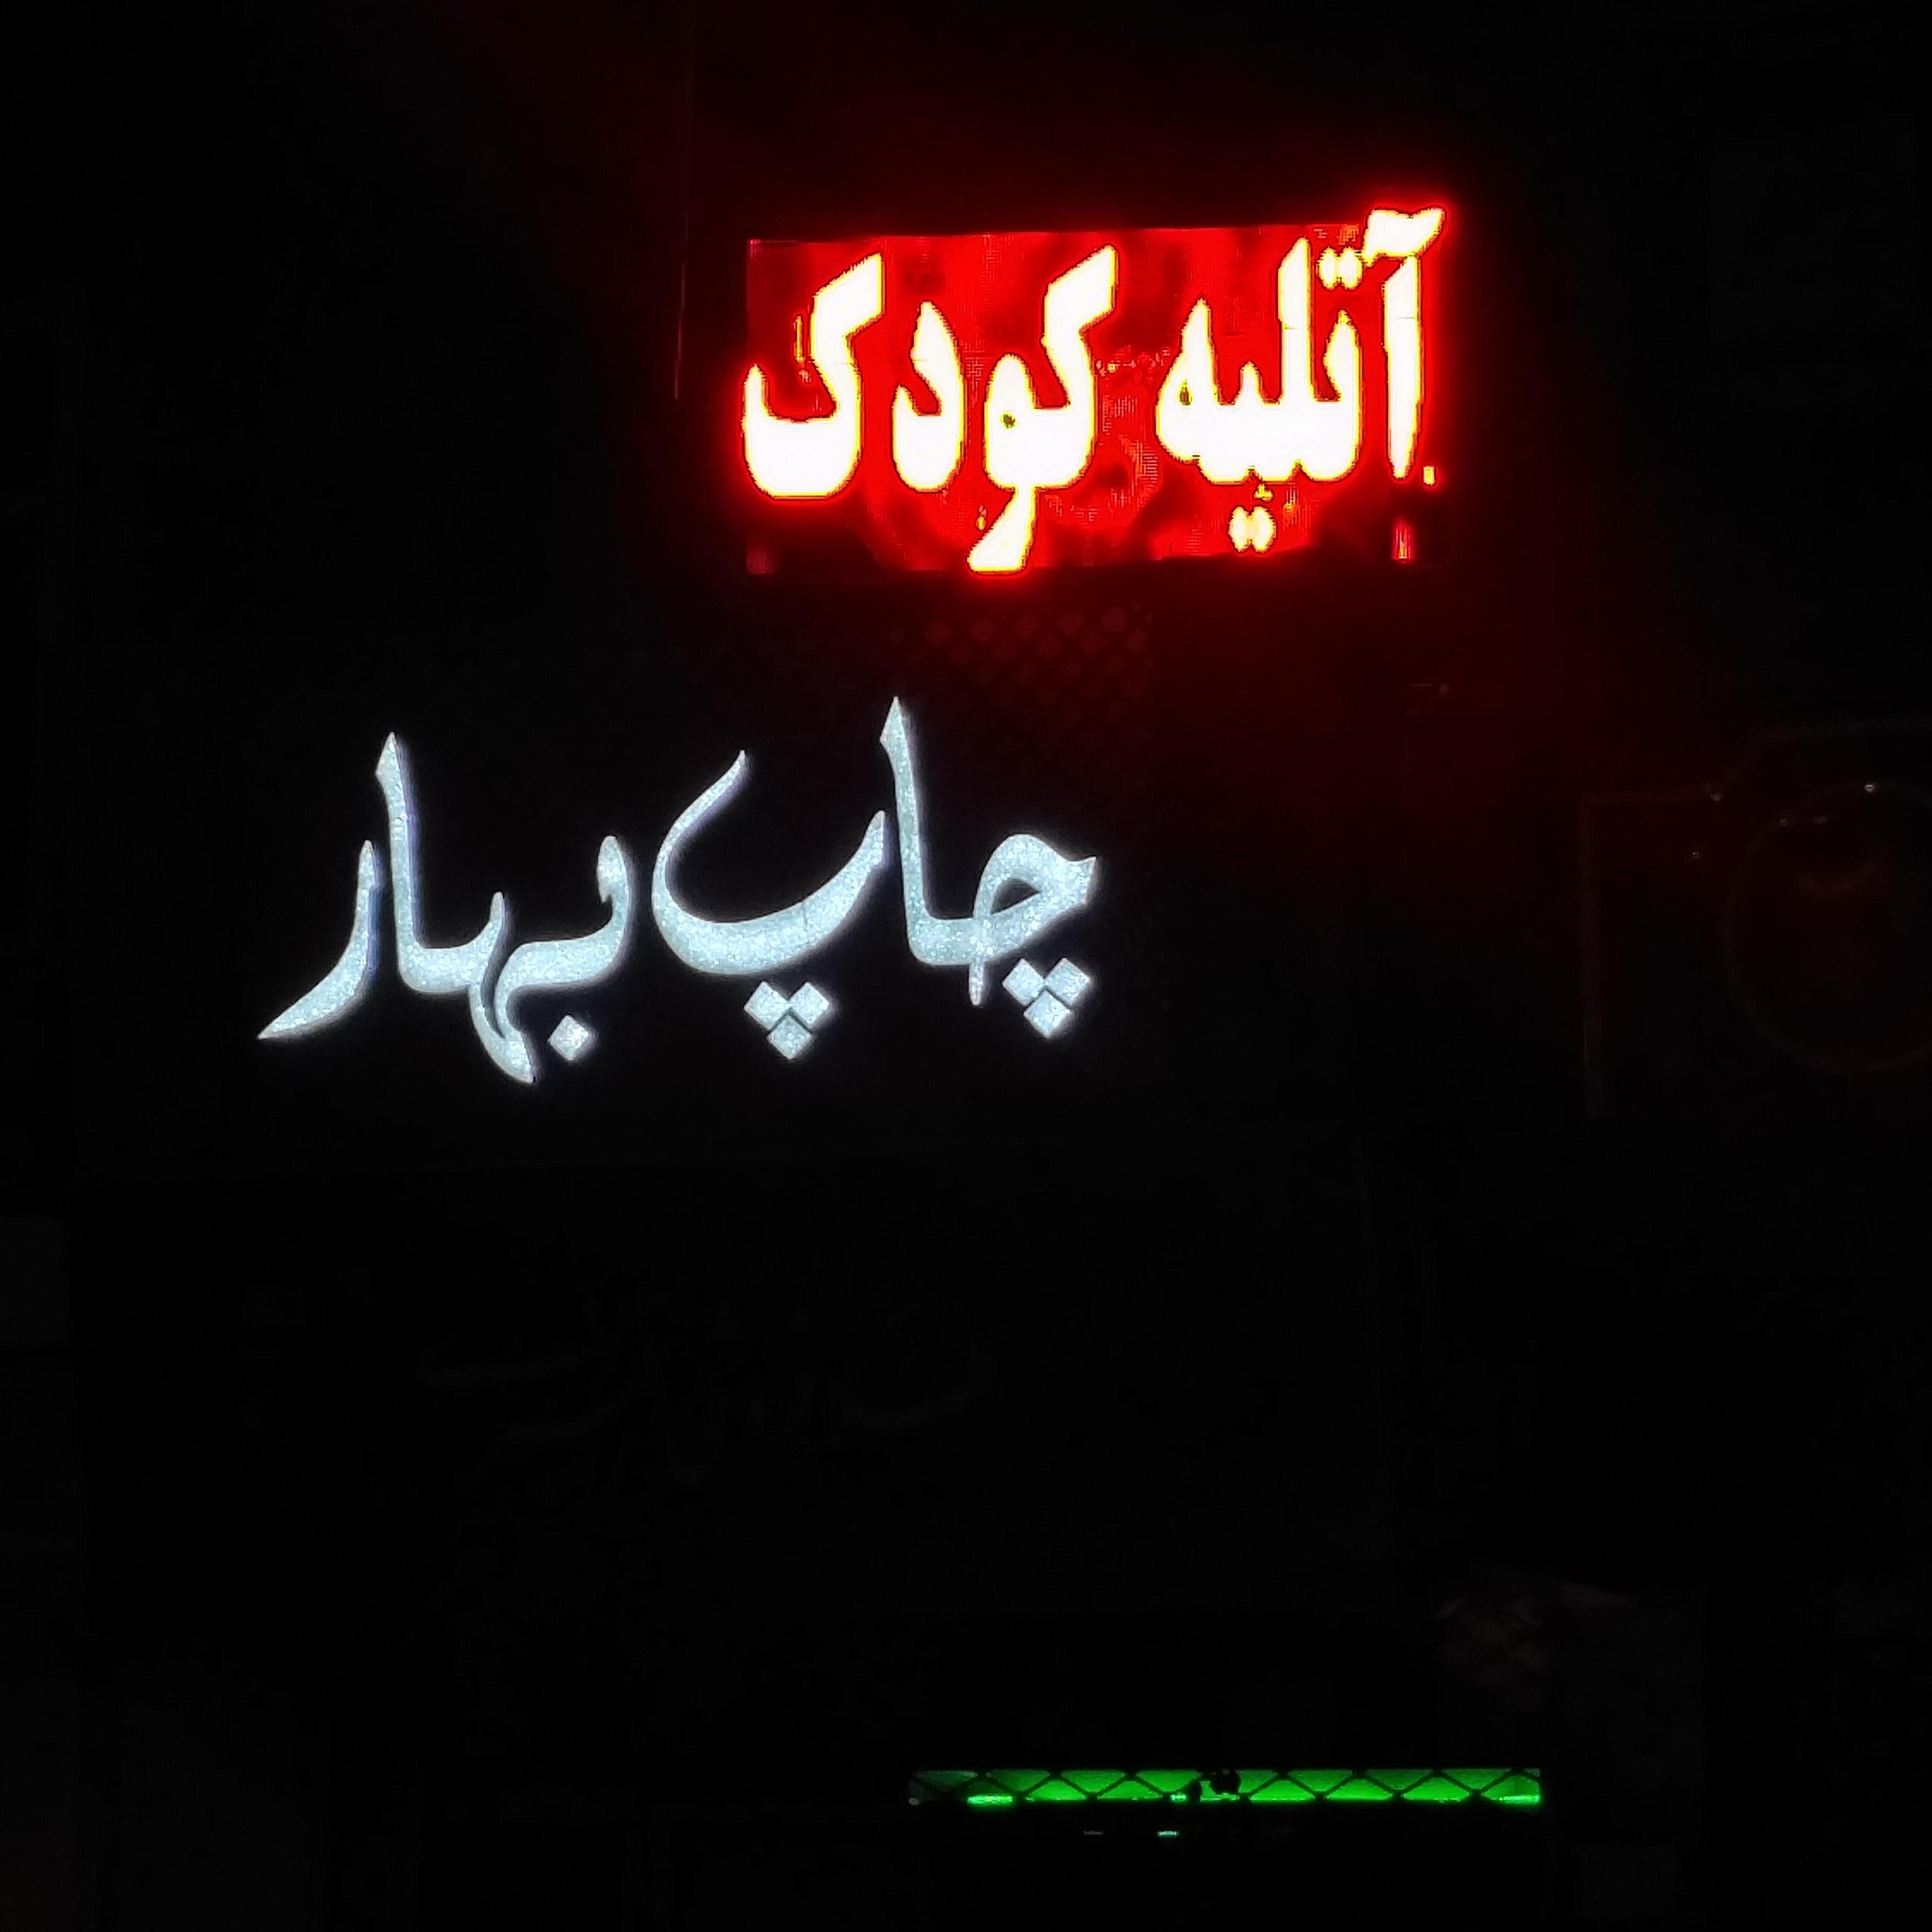 آتلیه کودک
چاپ بهار